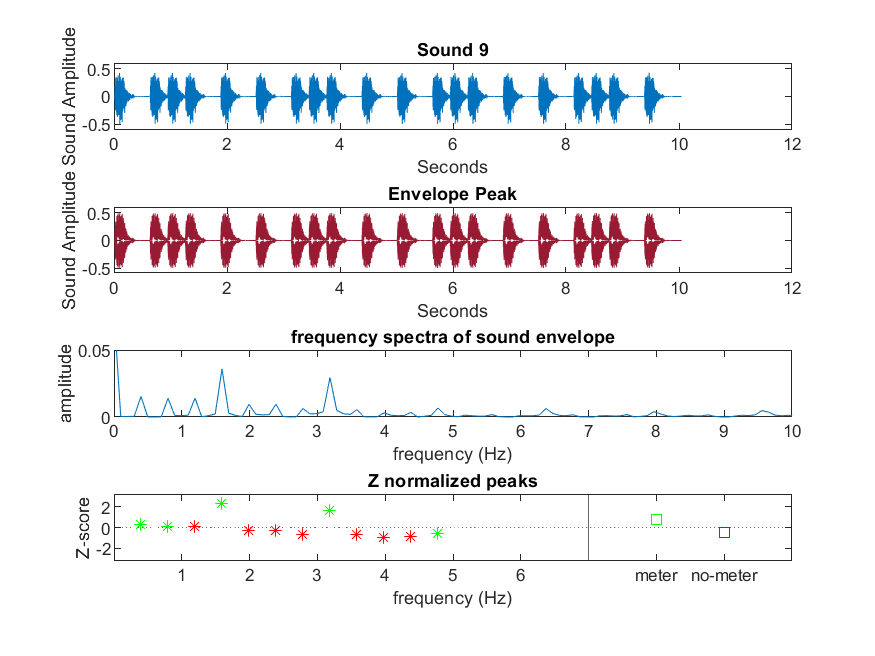 Sound 9
Sound Amplitude
0.5
0
-0.5
0 2 4 6 8 10 12
Seconds
Envelope Peak
Sound Amplitude
0.5
0
-0.5
0 2 4 6 8 10 12
Seconds
frequency spectra of sound envelope
amplitude
0.05
0
0 1 2 3 4 5 6 7 8 9 10
frequency (Hz)
Z normalized peaks
Z-score
2
0
-2
1 2 3 4 5 6 meter no-meter
frequency (Hz)